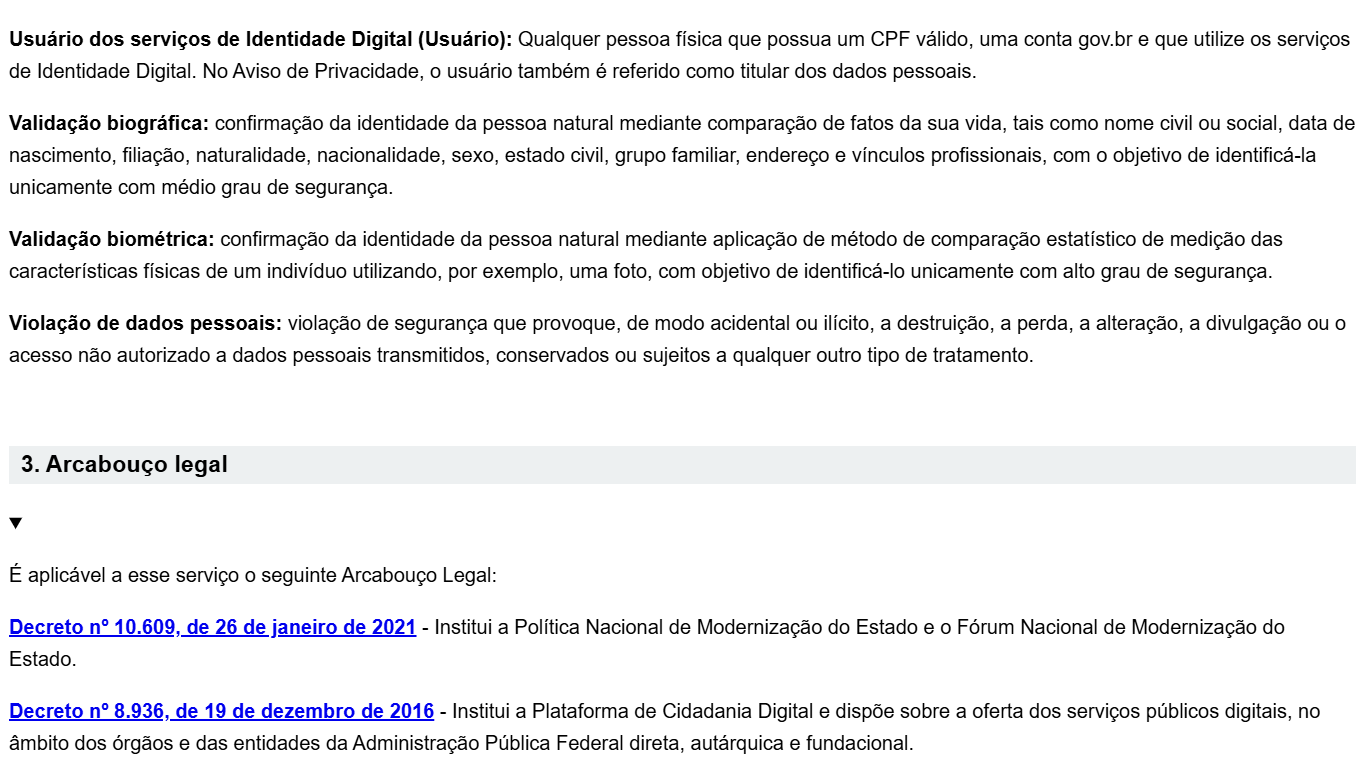 Usuário dos serviços de Identidade Digital (Usuário): Qualquer pessoa física que possua um CPF válido, uma conta gov.br e que utilize os serviços
de Identidade Digital. No Aviso de Privacidade, o usuário também é referido como titular dos dados pessoais.
Validação biográfica: confirmação da identidade da pessoa natural mediante comparação de fatos da sua vida, tais como nome civil ou social, data de
nascimento, filiação, naturalidade, nacionalidade, sexo, estado civil, grupo familiar, endereço e vínculos profissionais, com o objetivo de identificá-la
unicamente com médio grau de segurança.
Validação biométrica: confirmação da identidade da pessoa natural mediante aplicação de método de comparação estatístico de medição das
características físicas de um indivíduo utilizando, por exemplo, uma foto, com objetivo de identificá-lo unicamente com alto grau de segurança.
Violação de dados pessoais: violação de segurança que provoque, de modo acidental ou ilícito, a destruição, a perda, a alteração, a divulgação ou o
acesso não autorizado a dados pessoais transmitidos, conservados ou sujeitos a qualquer outro tipo de tratamento.
3. Arcabouço legal
É aplicável a esse serviço o seguinte Arcabouço Legal:
Decreto nº 10.609, de 26 de janeiro de 2021 - Institui a Política Nacional de Modernização do Estado e o Fórum Nacional de Modernização do
Estado.
Decreto nº 8.936, de 19 de dezembro de 2016 - Institui a Plataforma de Cidadania Digital e dispõe sobre a oferta dos serviços públicos digitais, no
âmbito dos órgãos e das entidades da Administração Pública Federal direta, autárquica e fundacional.